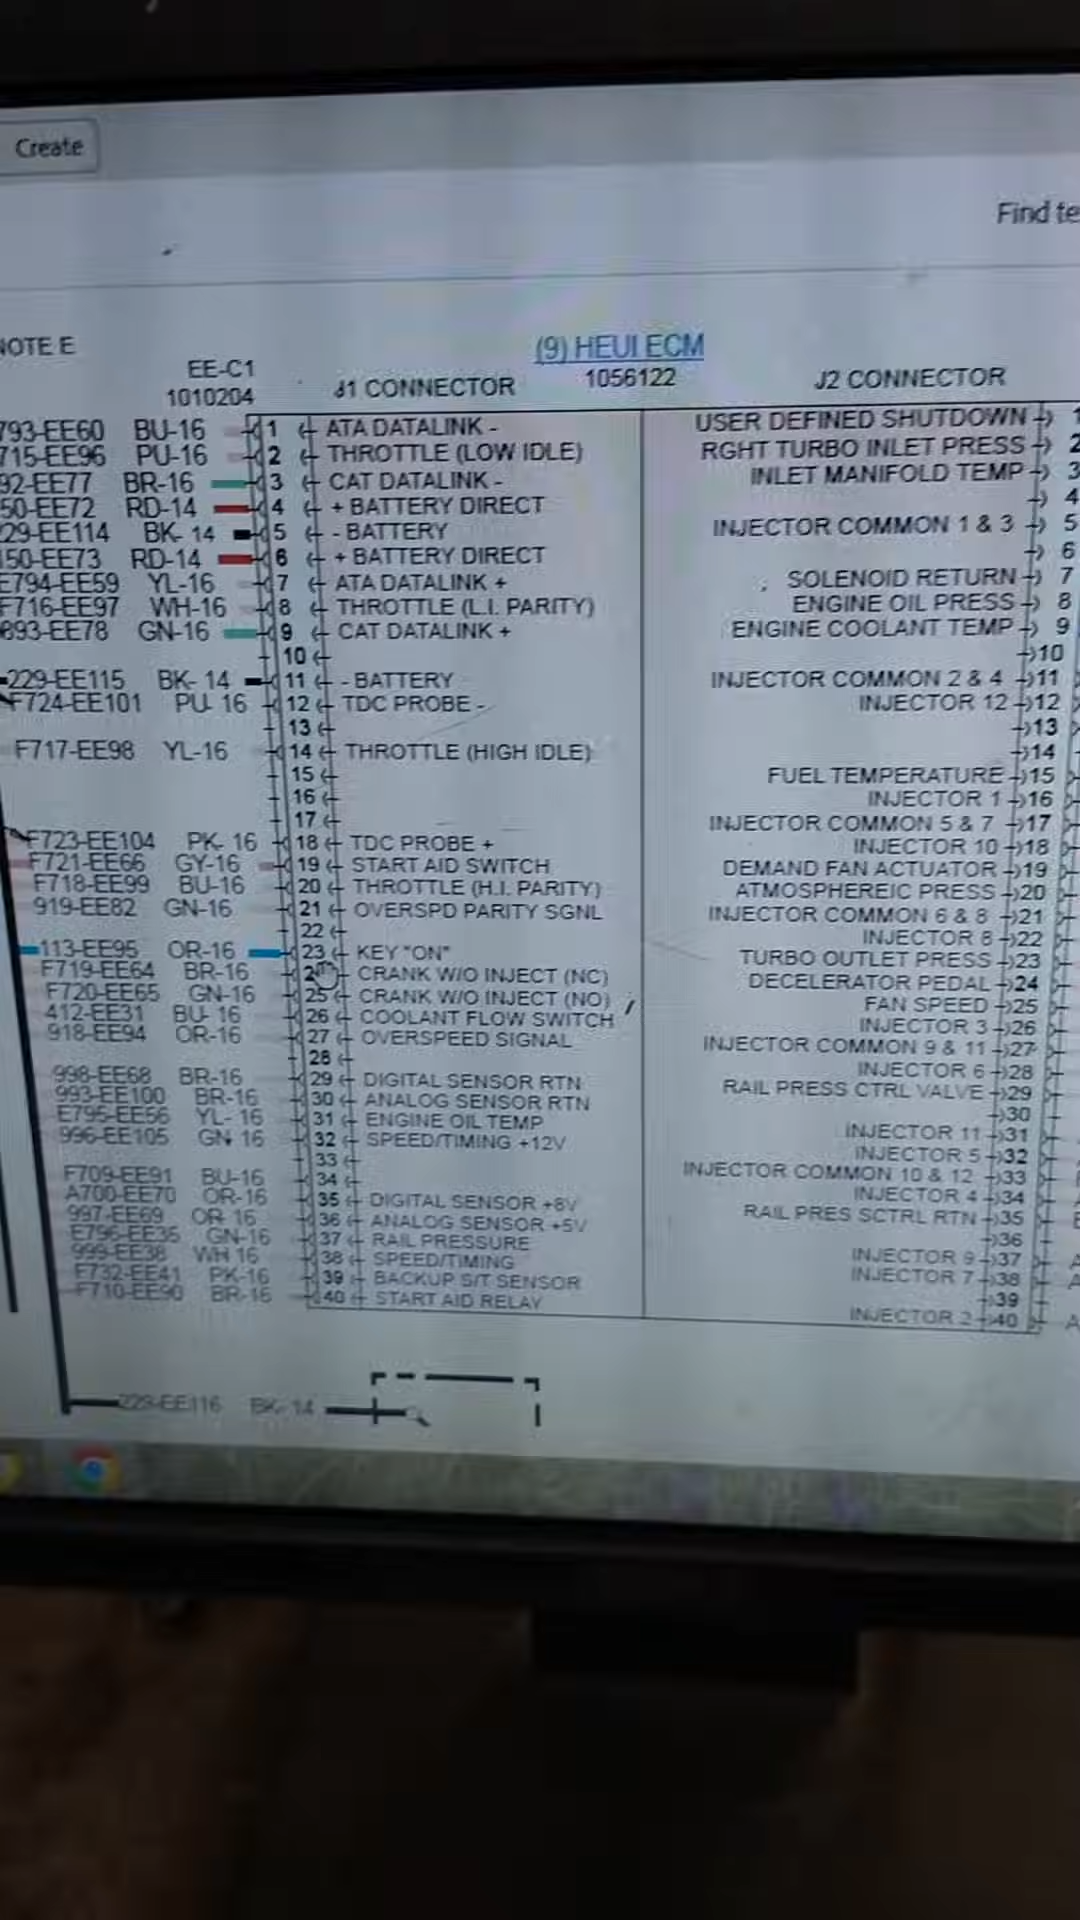 Create
Find te
NOTE E
(9) HEUI ECM
EE-C1
1010204
J1 CONNECTOR
1056122
J2 CONNECTOR
793-EE60 BU-16 1 ATA DATALINK - USER DEFINED SHUTDOWN 1
715-EE96 PU-16 2 THROTTLE (LOW IDLE) RGHT TURBO INLET PRESS 2
92-EE77 BR-16 3 CAT DATALINK - INLET MANIFOLD TEMP 3
50-EE72 RD-14 4 + BATTERY DIRECT 4
229-EE114 BK- 14 5 - BATTERY INJECTOR COMMON 1 & 3 5
150-EE73 RD-14 6 + BATTERY DIRECT 6
E794-EE59 YL-16 7 ATA DATALINK + SOLENOID RETURN 7
F716-EE97 WH-16 8 THROTTLE (L.I. PARITY) ENGINE OIL PRESS 8
893-EE78 GN-16 9 CAT DATALINK + ENGINE COOLANT TEMP 9
10 10
229-EE115 BK- 14 11 - BATTERY INJECTOR COMMON 2 & 4 11
F724-EE101 PU- 16 12 TDC PROBE - INJECTOR 12 12
13 13
F717-EE98 YL-16 14 THROTTLE (HIGH IDLE) 14
15 FUEL TEMPERATURE 15
16 INJECTOR 1 16
17 INJECTOR COMMON 5 & 7 17
F723-EE104 PK- 16 18 TDC PROBE + INJECTOR 10 18
F721-EE66 GY-16 19 START AID SWITCH DEMAND FAN ACTUATOR 19
F718-EE99 BU-16 20 THROTTLE (H.I. PARITY) ATMOSPHEREIC PRESS 20
919-EE82 GN-16 21 OVERSPD PARITY SGNL INJECTOR COMMON 6 & 8 21
22 INJECTOR 8 22
113-EE95 OR-16 23 KEY "ON" TURBO OUTLET PRESS 23
F719-EE64 BR-16 2 CRANK W/O INJECT (NC) DECELERATOR PEDAL 24
F720-EE65 GN-16 25 CRANK W/O INJECT (NO) FAN SPEED 25
412-EE31 BU- 16 26 COOLANT FLOW SWITCH INJECTOR 3 26
918-EE94 OR-16 27 OVERSPEED SIGNAL INJECTOR COMMON 9 & 11 27
28 INJECTOR 6 28
998-EE68 BR-16 29 DIGITAL SENSOR RTN RAIL PRESS CTRL VALVE 29
993-EE100 BR-16 30 ANALOG SENSOR RTN 30
E795-EE56 YL- 16 31 ENGINE OIL TEMP INJECTOR 11 31
996-EE105 GN 16 32 SPEED/TIMING +12V INJECTOR 5 32
33 INJECTOR COMMON 10 & 12 33
F709-EE91 BU-16 34 INJECTOR 4 34
A700-EE70 OR-16 35 DIGITAL SENSOR +8V RAIL PRES SCTRL RTN 35
997-EE69 OR 16 36 ANALOG SENSOR +5V 36
E796-EE35 GN-16 37 RAIL PRESSURE INJECTOR 9 37
999-EE38 WH 16 38 SPEED/TIMING INJECTOR 7 38
F732-EE41 PK-16 39 BACKUP S/T SENSOR 39
F710-EE90 BR-16 40 START AID RELAY INJECTOR 2 40
229-EE116 BK- 14